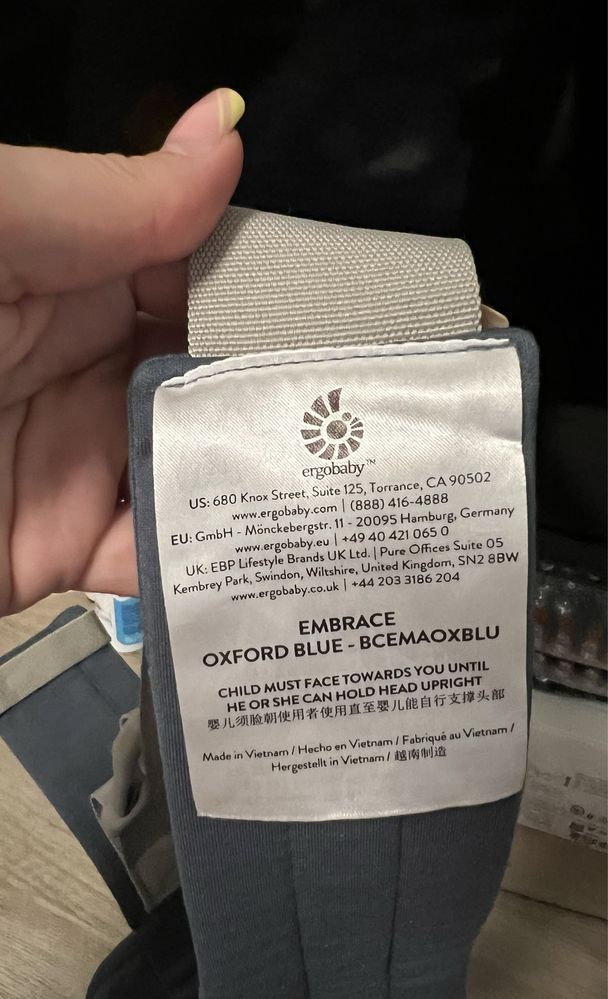 ergobaby™
US: 680 Knox Street, Suite 125, Torrance, CA 90502
www.ergobaby.com | (888) 416-4888
EU: GmbH - Mönckebergstr. 11 - 20095 Hamburg, Germany
www.ergobaby.eu | +49 40 421 065 0
UK: EBP Lifestyle Brands UK Ltd. | Pure Offices Suite 05
Kembrey Park, Swindon, Wiltshire, United Kingdom, SN2 8BW
www.ergobaby.co.uk | +44 203 3186 204
EMBRACE
OXFORD BLUE - BCEMAOXBLU
CHILD MUST FACE TOWARDS YOU UNTIL
HE OR SHE CAN HOLD HEAD UPRIGHT
婴儿须脸朝使用者使用直至婴儿能自行支撑头部
Made in Vietnam / Hecho en Vietnam / Fabriqué au Vietnam /
Hergestellt in Vietnam / 越南制造